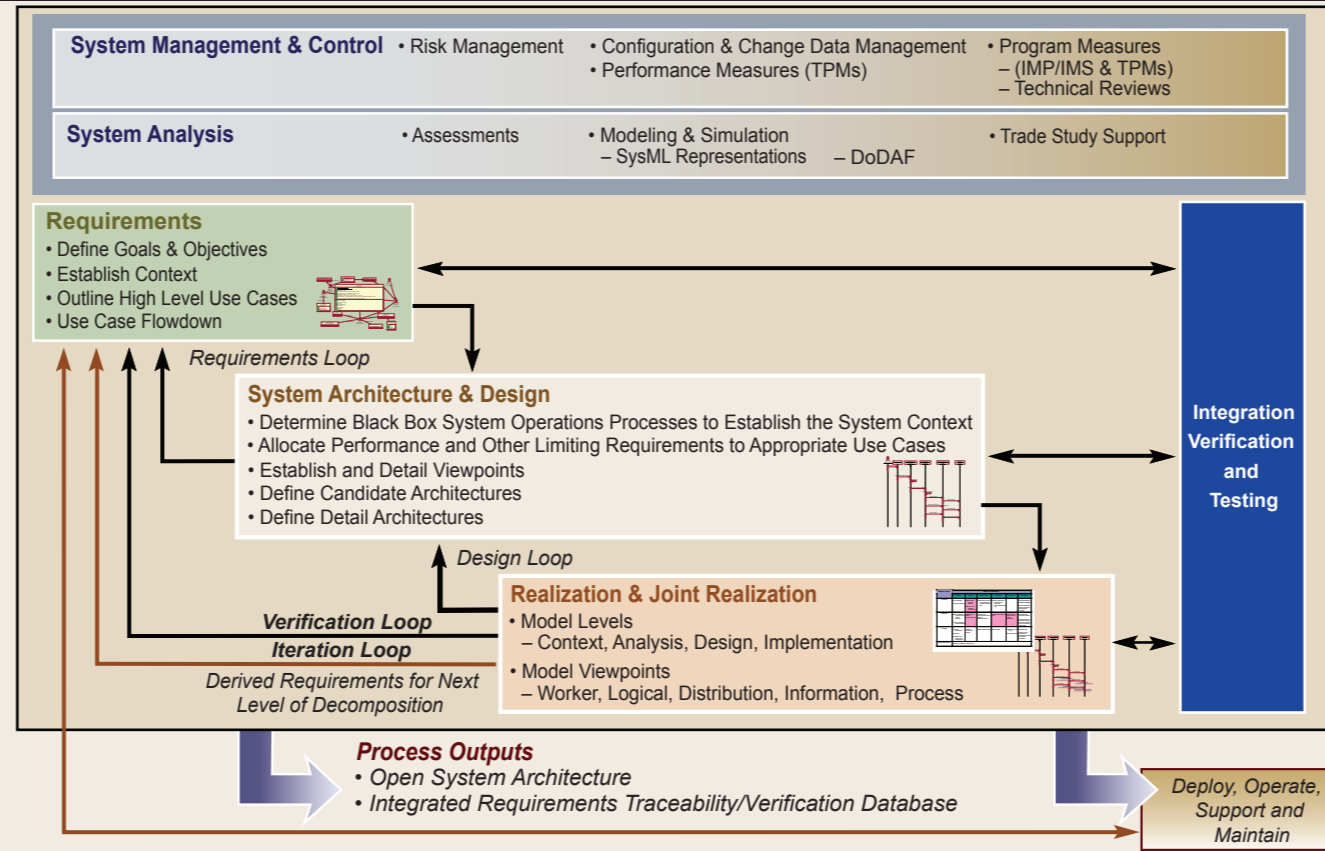 System Management & Control
• Risk Management
• Configuration & Change Data Management
• Performance Measures (TPMs)
• Program Measures
– (IMP/IMS & TPMs)
– Technical Reviews
System Analysis
• Assessments
• Modeling & Simulation
– SysML Representations – DoDAF
• Trade Study Support
Requirements
• Define Goals & Objectives
• Establish Context
• Outline High Level Use Cases
• Use Case Flowdown
Requirements Loop
System Architecture & Design
• Determine Black Box System Operations Processes to Establish the System Context
• Allocate Performance and Other Limiting Requirements to Appropriate Use Cases
• Establish and Detail Viewpoints
• Define Candidate Architectures
• Define Detail Architectures
Integration
Verification
and
Testing
Design Loop
Realization & Joint Realization
• Model Levels
– Context, Analysis, Design, Implementation
• Model Viewpoints
– Worker, Logical, Distribution, Information, Process
Verification Loop
Iteration Loop
Derived Requirements for Next
Level of Decomposition
Process Outputs
• Open System Architecture
• Integrated Requirements Traceability/Verification Database
Deploy, Operate,
Support and
Maintain